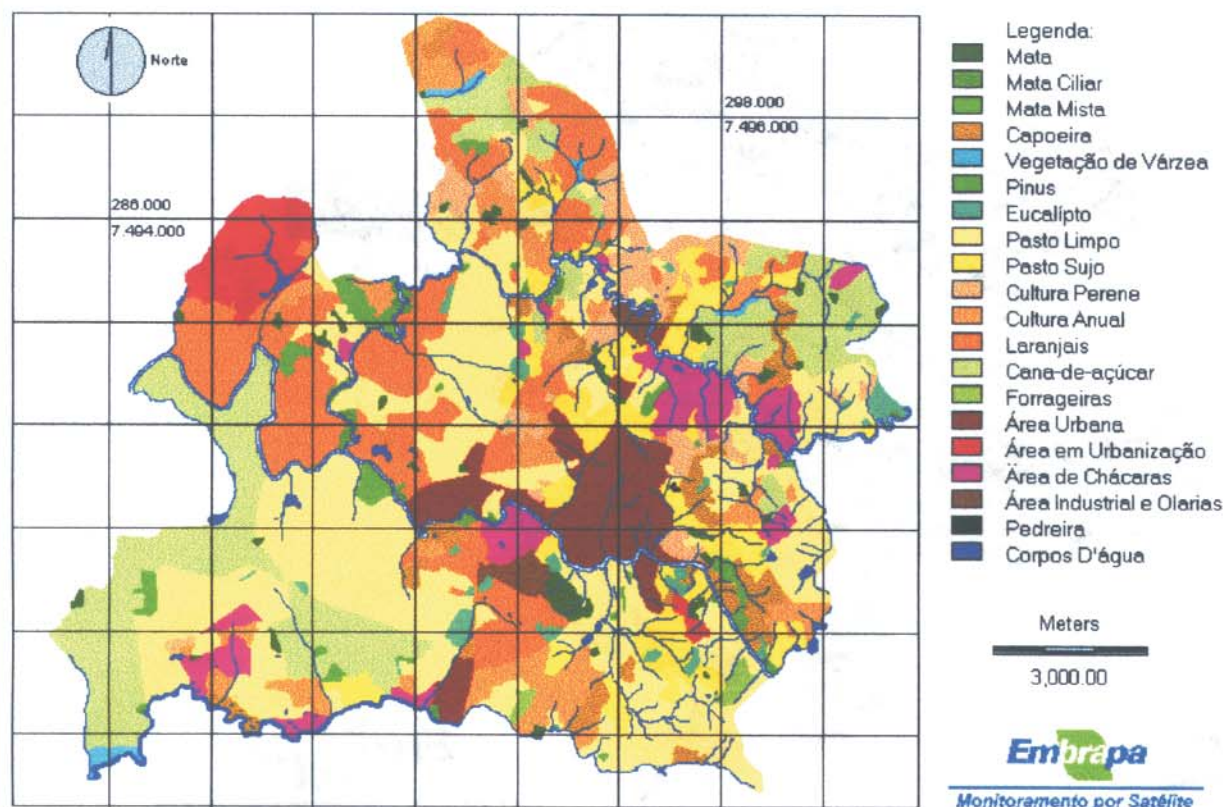 Norte
298.000
7.496.000
286.000
7.494.000
Legenda:
Mata
Mata Ciliar
Mata Mista
Capoeira
Vegetação de Várzea
Pinus
Eucalípto
Pasto Limpo
Pasto Sujo
Cultura Perene
Cultura Anual
Laranjais
Cana-de-açúcar
Forrageiras
Área Urbana
Área em Urbanização
Área de Chácaras
Área Industrial e Olarias
Pedreira
Corpos D'água
Meters
3,000.00
Embrapa
Monitoramento por Satélite